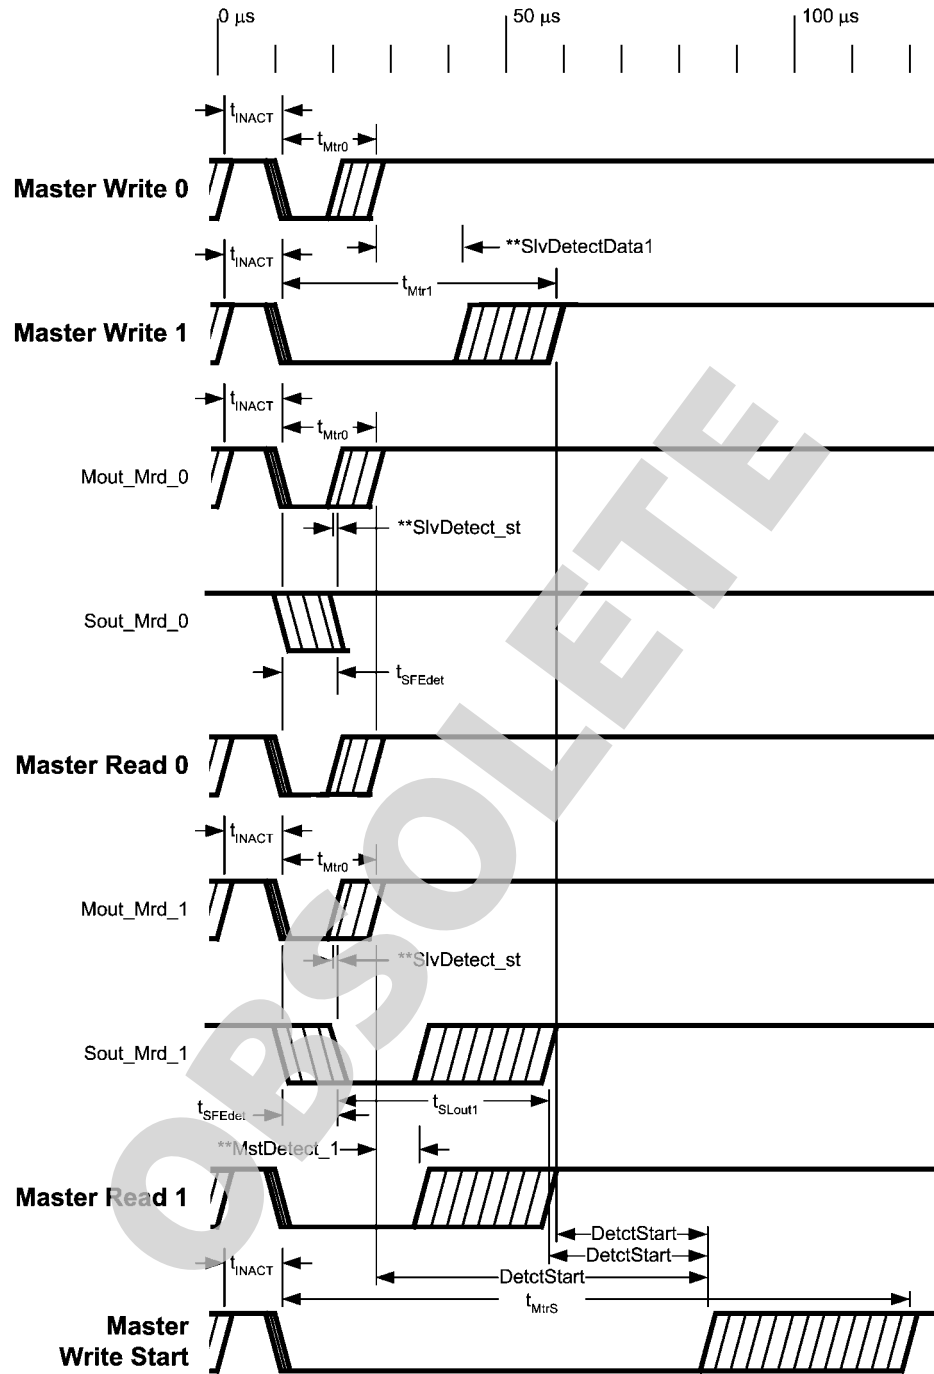 0 µs 50 µs 100 µs
tINACT
tMtr0
Master Write 0
**SlvDetectData1
tINACT
tMtr1
Master Write 1
tINACT
tMtr0
Mout_Mrd_0
**SlvDetect_st
Sout_Mrd_0
tSFEdet
Master Read 0
tINACT
tMtr0
Mout_Mrd_1
**SlvDetect_st
Sout_Mrd_1
tSLout1
tSFEdet
**MstDetect_1
Master Read 1
DetctStart
DetctStart
tINACT
DetctStart
tMtrS
Master
Write Start
OBSOLETE